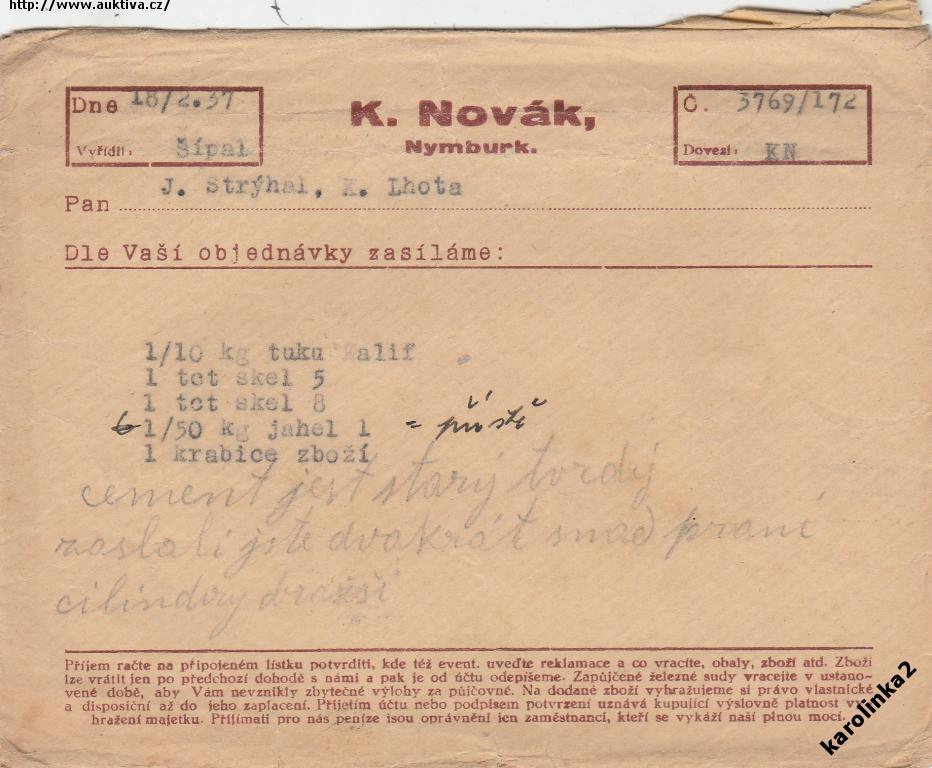 http://www.auktiva.cz/
Dne 18/2.37
Vyřídil: Šípal
K. Novák,
Nymburk.
Č. 3769/172
Dovezl: KN
Pan J. Strýhal, K. Lhota
Dle Vaší objednávky zasíláme:
1/10 kg tuku Kalif
1 tct skel 5
1 tct skel 8
1/50 kg jahel 1 = příště
1 krabice zboží
cement jest starý tvrdý
zaslali jste dvakrát snad praní
cilindry dražší
Příjem račte na připojeném lístku potvrditi, kde též event. uveďte reklamace a co vracíte, obaly, zboží atd. Zboží
lze vrátit jen po předchozí dohodě s námi a pak je od účtu odepíšeme. Zapůjčené železné sudy vracejte v ustano-
vené době, aby Vám nevznikly zbytečné výlohy za půjčovné. Na dodané zboží vyhražujeme si právo vlastnické
a disposiční až do jeho zaplacení. Přijetím účtu nebo podpisem potvrzení uznává kupující výslovně platnost vý-
hražení majetku. Přijímati pro nás peníze jsou oprávněni jen zaměstnanci, kteří se vykáží naší plnou mocí.
karolinka2